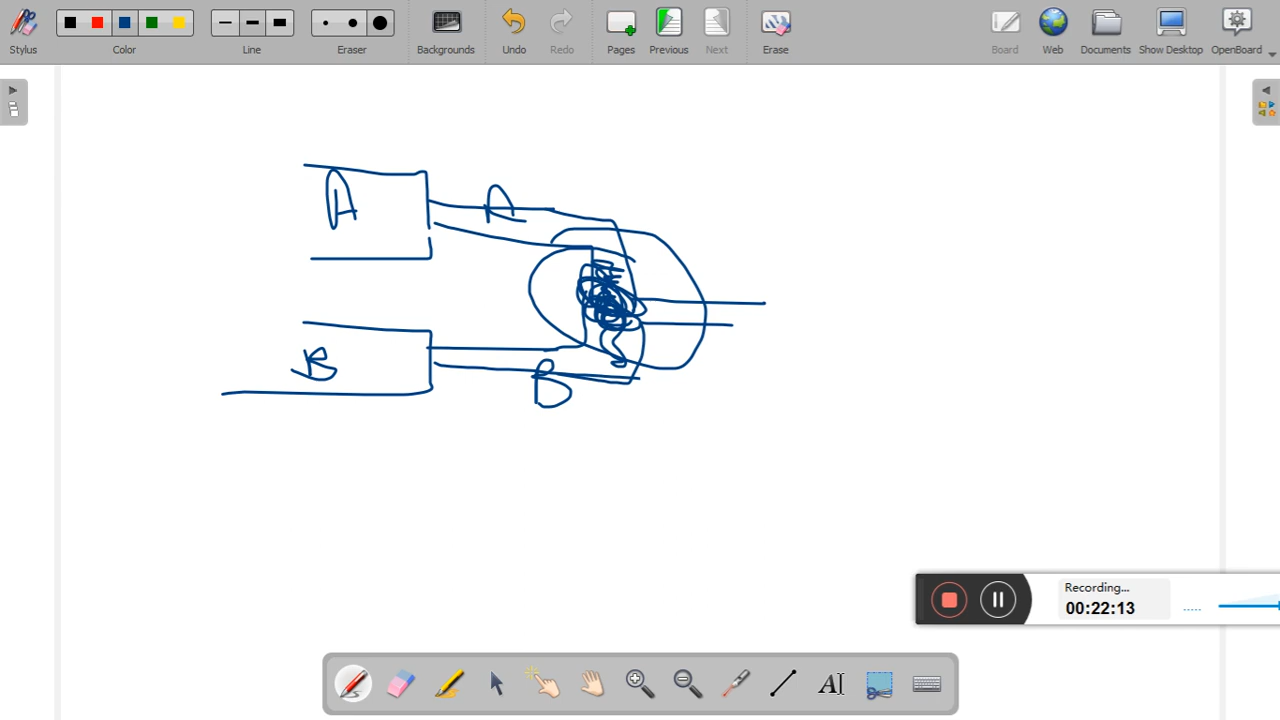 Stylus
Color
Line
Eraser
Backgrounds
Undo
Redo
Pages
Previous
Next
Erase
Board
Web
Documents
Show Desktop
OpenBoard
A
A
B
B
Recording...
00:22:13
AI